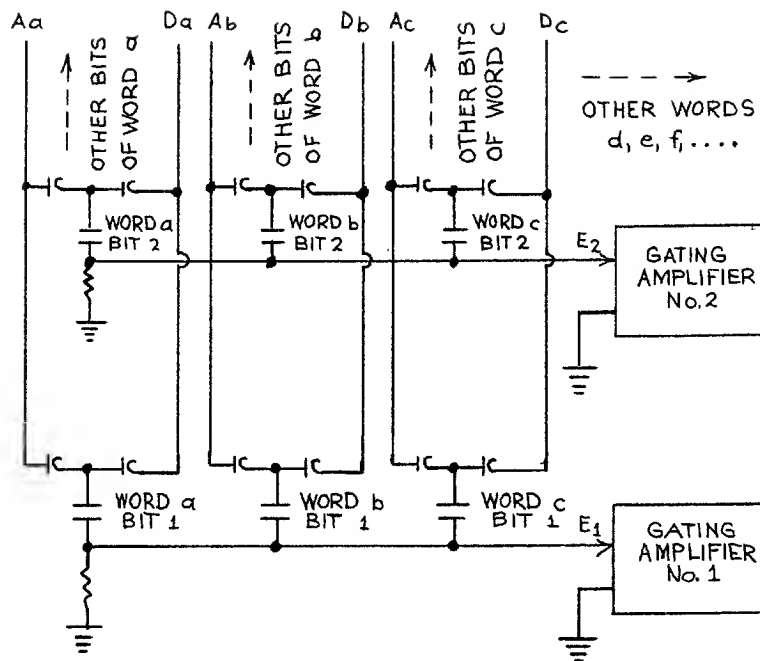 Aa
Da
Ab
Db
Ac
Dc
OTHER BITS
OF WORD a
OTHER BITS
OF WORD b
OTHER BITS
OF WORD c
OTHER WORDS
d, e, f, ....
WORD a
BIT 2
WORD b
BIT 2
WORD c
BIT 2
E2
GATING
AMPLIFIER
No. 2
WORD a
BIT 1
WORD b
BIT 1
WORD c
BIT 1
E1
GATING
AMPLIFIER
No. 1